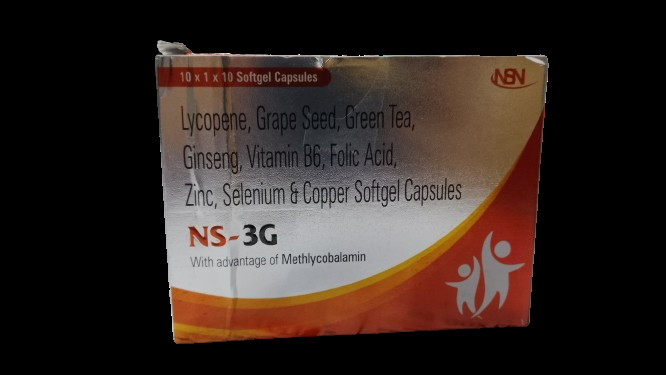 10 x 1 x 10 Softgel Capsules
NSN
Lycopene, Grape Seed, Green Tea,
Ginseng, Vitamin B6, Folic Acid,
Zinc, Selenium & Copper Softgel Capsules
NS-3G
With advantage of Methlycobalamin